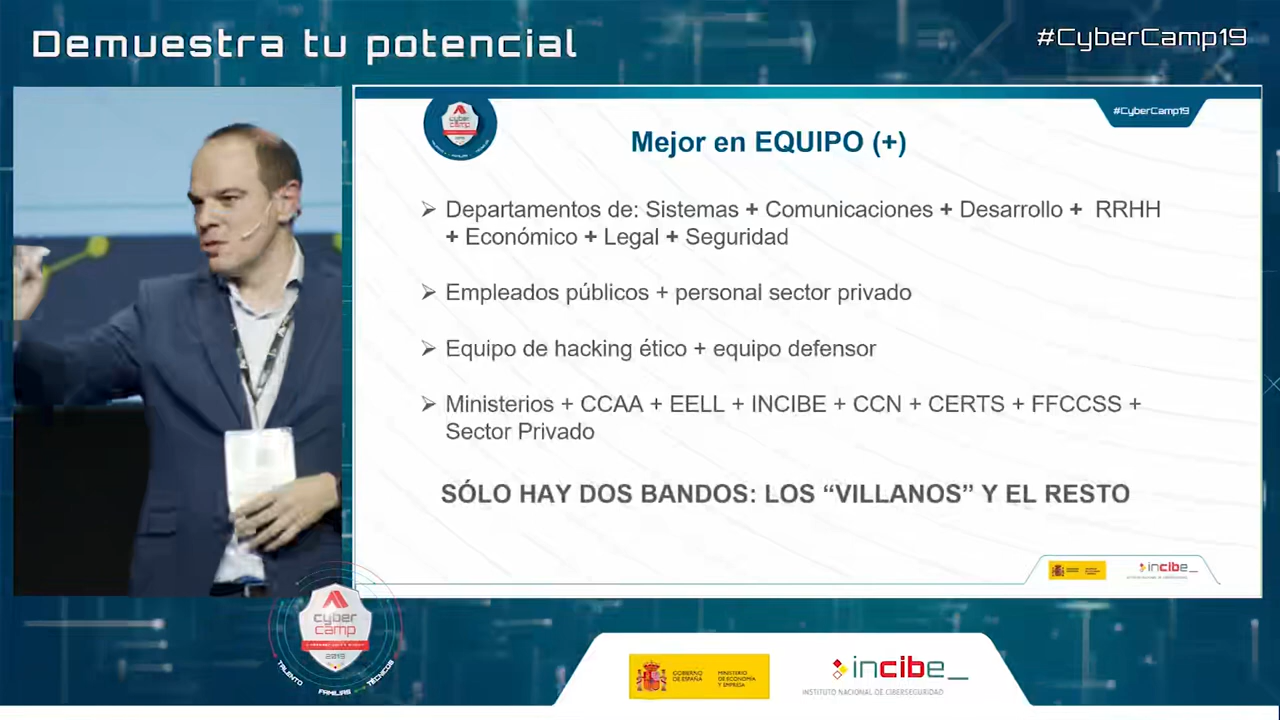 Demuestra tu potencial
#CyberCamp19
#CyberCamp19
cyber
camp
Mejor en EQUIPO (+)
➢ Departamentos de: Sistemas + Comunicaciones + Desarrollo + RRHH
+ Económico + Legal + Seguridad
➢ Empleados públicos + personal sector privado
➢ Equipo de hacking ético + equipo defensor
➢ Ministerios + CCAA + EELL + INCIBE + CCN + CERTS + FFCCSS +
Sector Privado
SÓLO HAY DOS BANDOS: LOS “VILLANOS” Y EL RESTO
incibe_
cyber
camp
2019
TALENTO
FAMILIAS
TÉCNICOS
GOBIERNO
DE ESPAÑA
MINISTERIO
DE ECONOMÍA
Y EMPRESA
incibe_
INSTITUTO NACIONAL DE CIBERSEGURIDAD